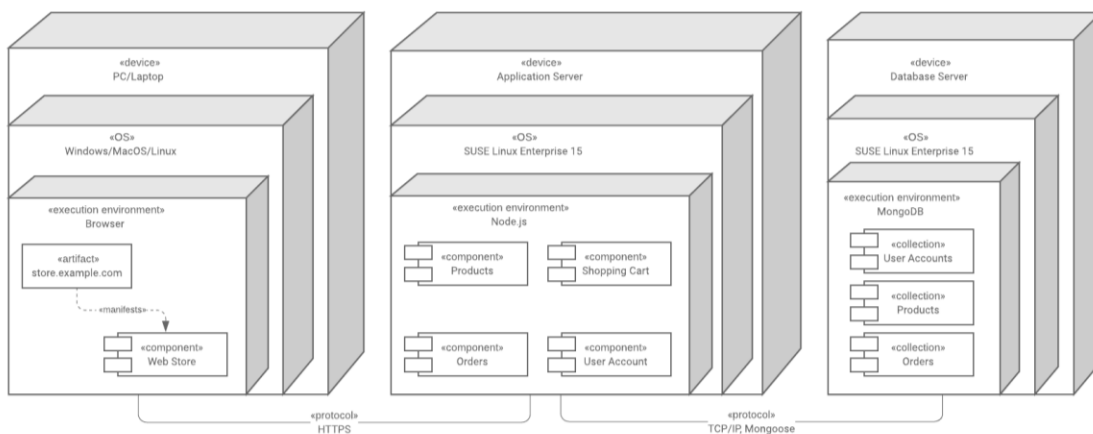 «device»
PC/Laptop
«OS»
Windows/MacOS/Linux
«execution environment»
Browser
«artifact»
store.example.com
«manifests»
«component»
Web Store
«device»
Application Server
«OS»
SUSE Linux Enterprise 15
«execution environment»
Node.js
«component»
Products
«component»
Shopping Cart
«component»
Orders
«component»
User Account
«device»
Database Server
«OS»
SUSE Linux Enterprise 15
«execution environment»
MongoDB
«collection»
User Accounts
«collection»
Products
«collection»
Orders
«protocol»
HTTPS
«protocol»
TCP/IP, Mongoose